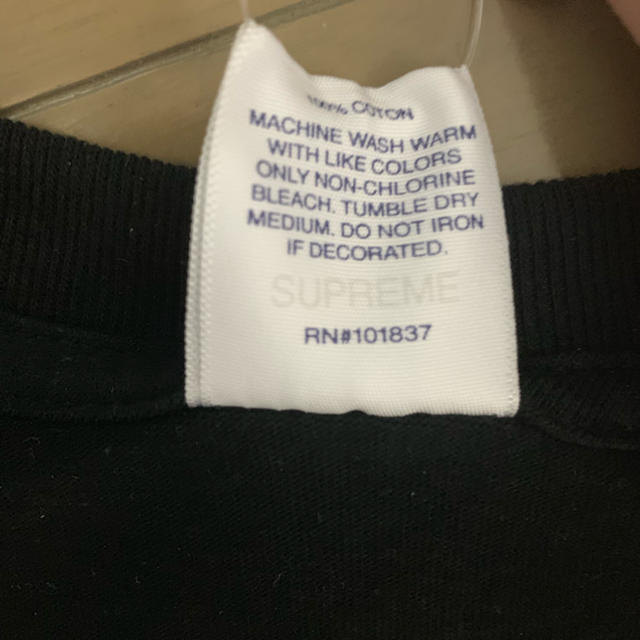 100% COTTON
MACHINE WASH WARM
WITH LIKE COLORS
ONLY NON-CHLORINE
BLEACH. TUMBLE DRY
MEDIUM. DO NOT IRON
IF DECORATED.
SUPREME
RN#101837